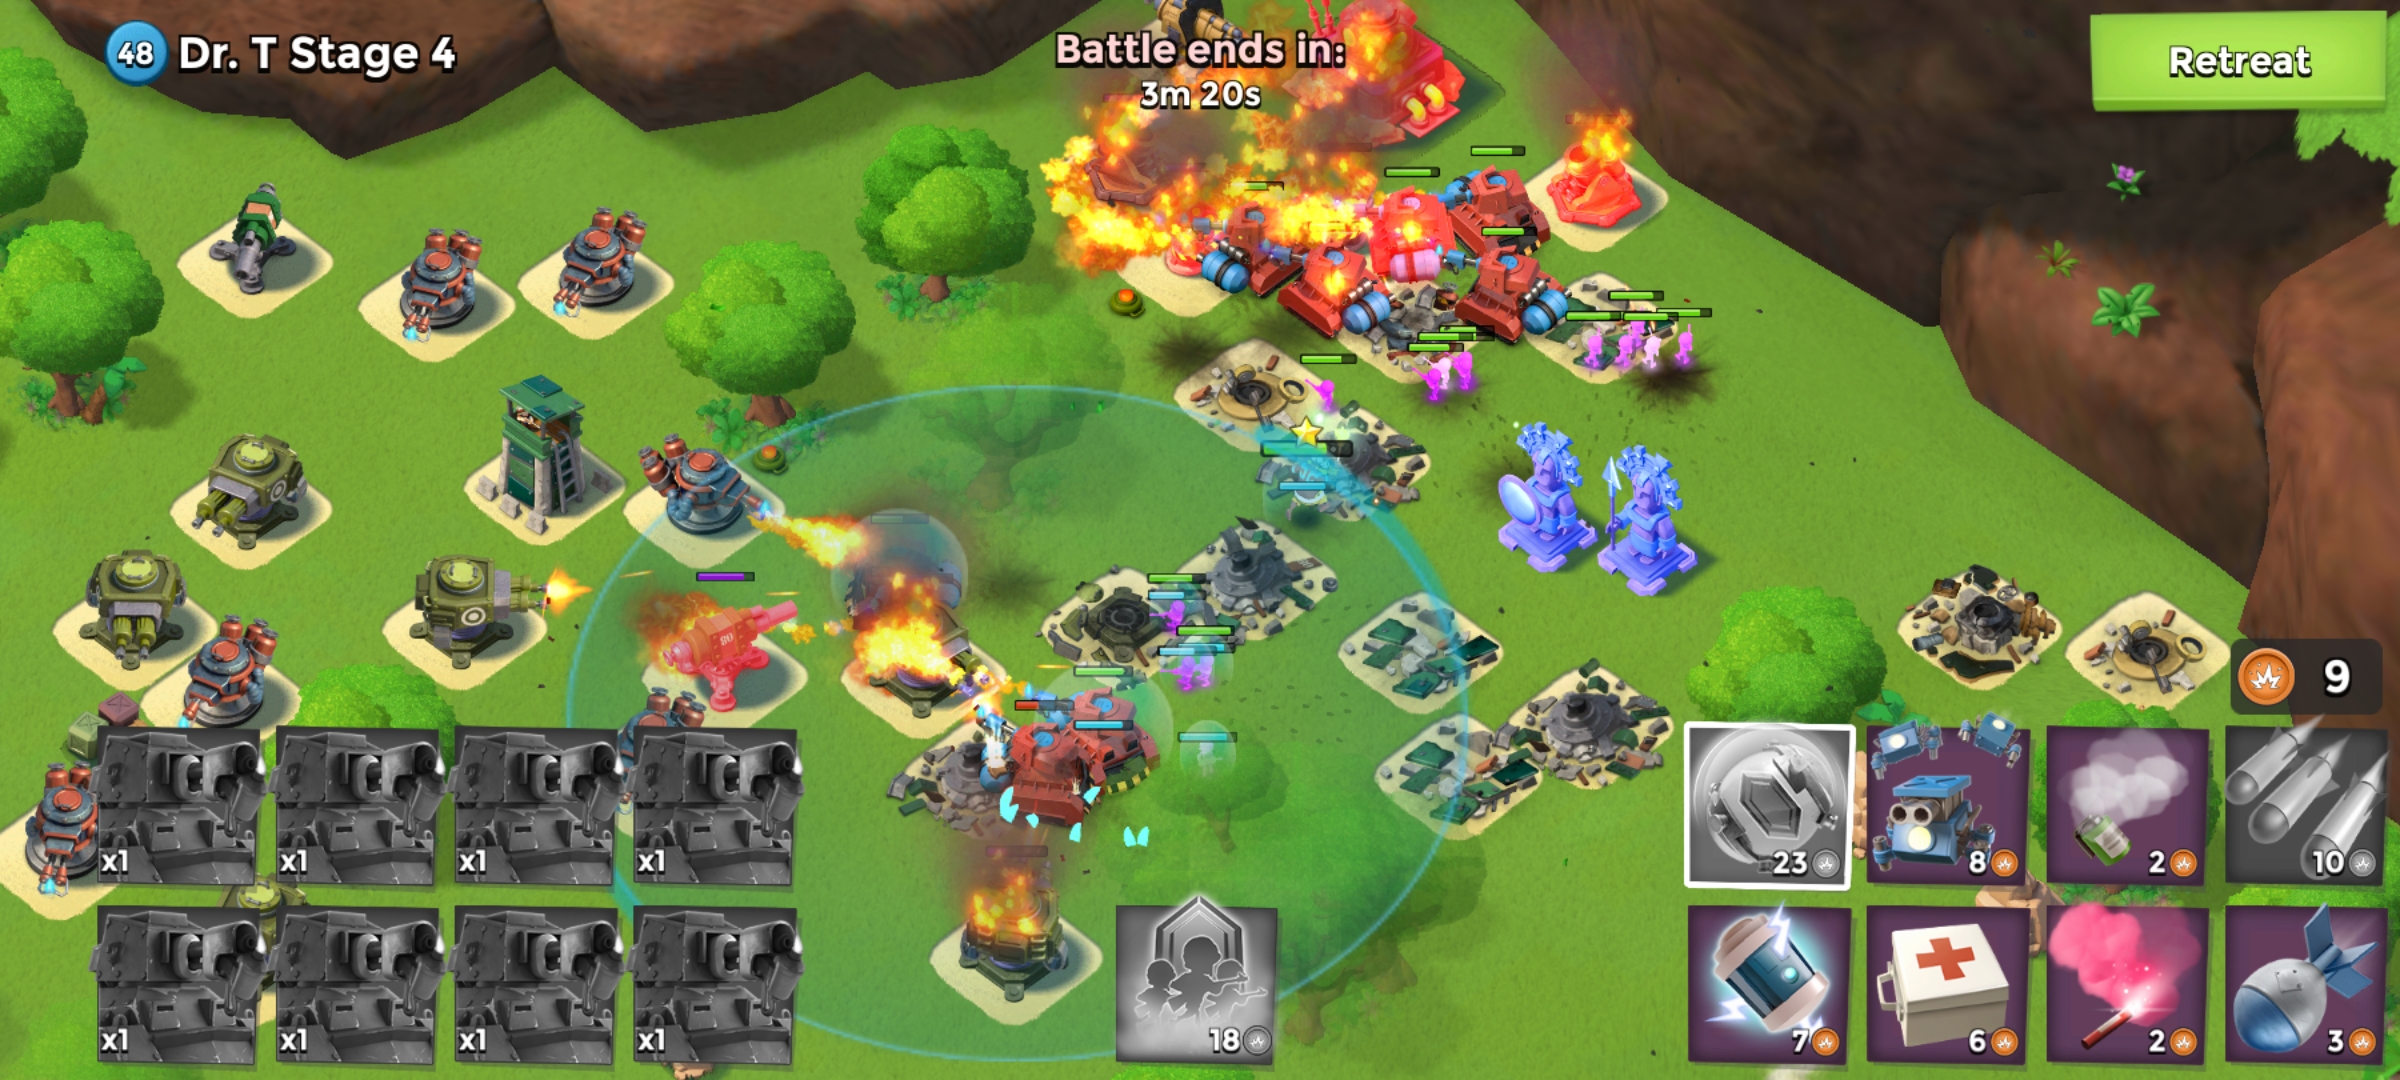 48 Dr. T Stage 4
Battle ends in:
3m 20s
Retreat
9
23
8
2
10
x1
x1
x1
x1
7
6
2
3
x1
x1
x1
x1
18